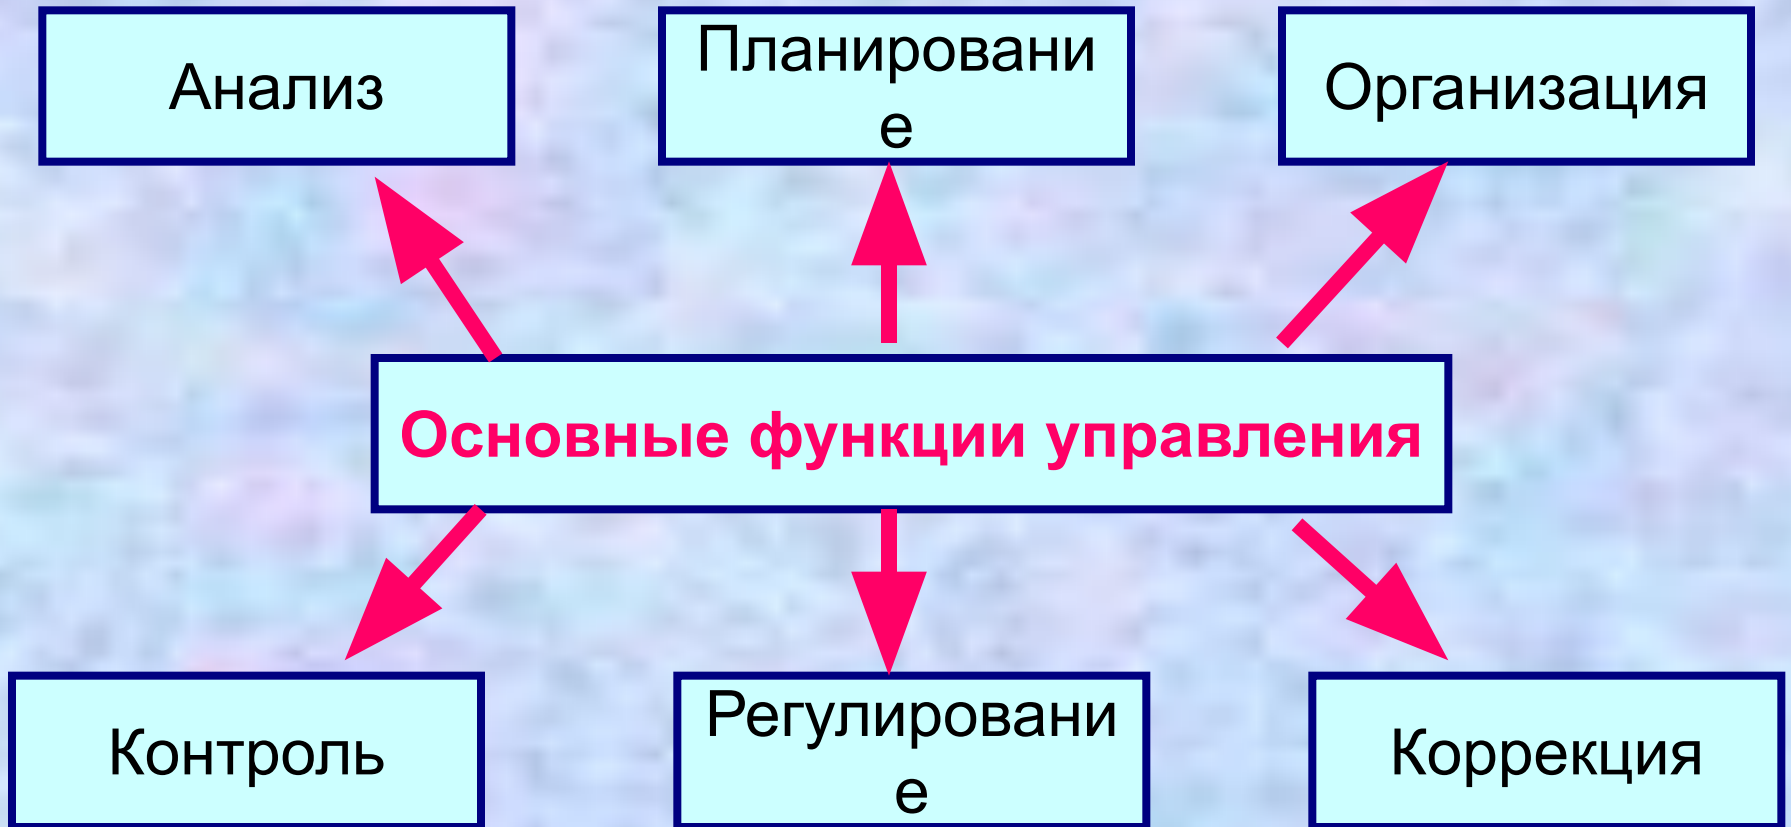 Анализ
Планировани
е
Организация
Основные функции управления
Контроль
Регулировани
е
Коррекция